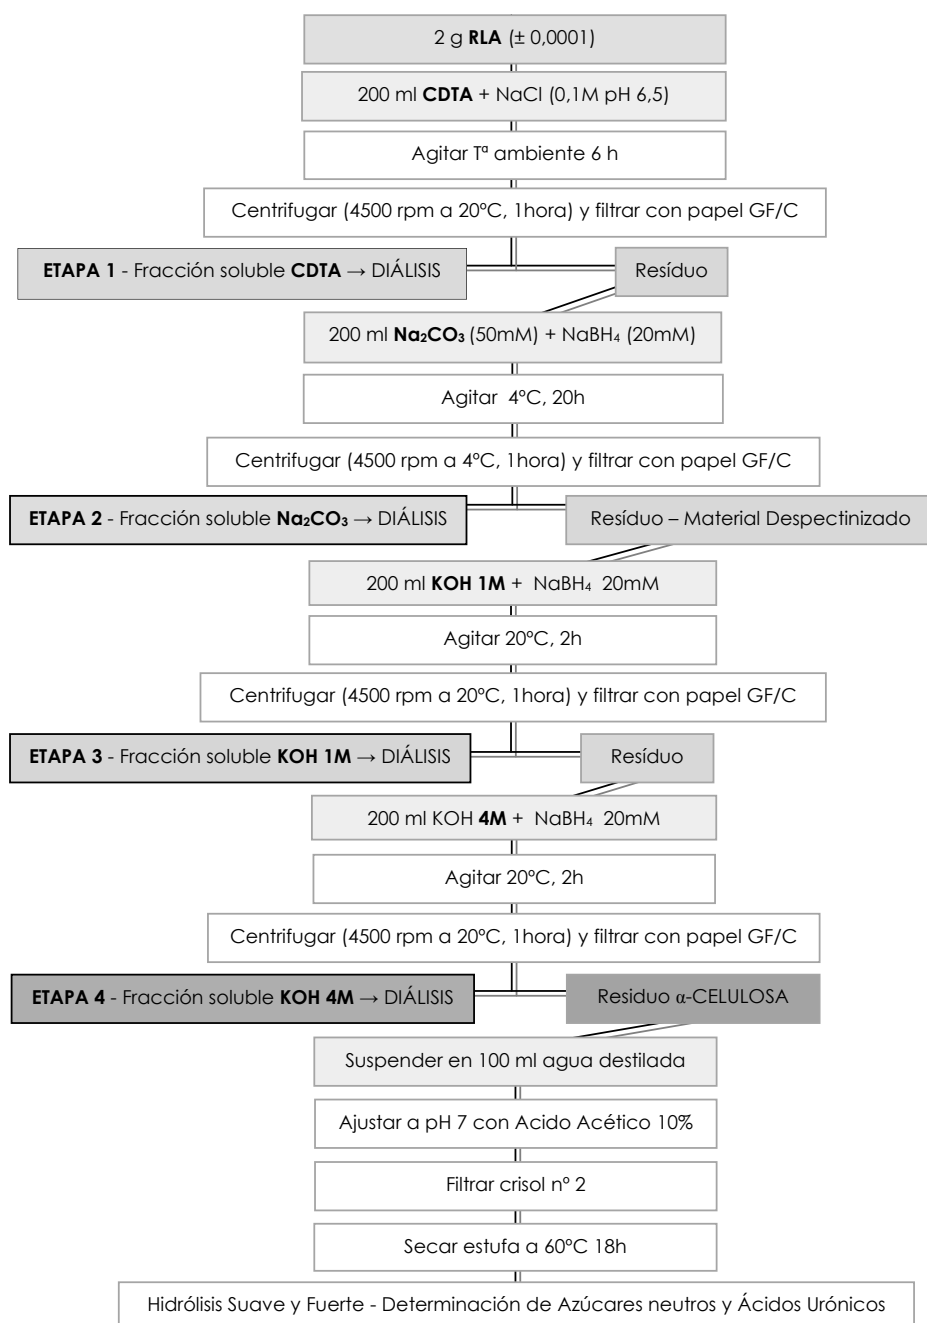 2 g RLA (± 0,0001)
200 ml CDTA + NaCl (0,1M pH 6,5)
Agitar Tª ambiente 6 h
Centrifugar (4500 rpm a 20ºC, 1hora) y filtrar con papel GF/C
ETAPA 1 - Fracción soluble CDTA → DIÁLISIS
Resíduo
200 ml Na₂CO₃ (50mM) + NaBH₄ (20mM)
Agitar 4ºC, 20h
Centrifugar (4500 rpm a 4ºC, 1hora) y filtrar con papel GF/C
ETAPA 2 - Fracción soluble Na₂CO₃ → DIÁLISIS
Resíduo – Material Despectinizado
200 ml KOH 1M + NaBH₄ 20mM
Agitar 20ºC, 2h
Centrifugar (4500 rpm a 20ºC, 1hora) y filtrar con papel GF/C
ETAPA 3 - Fracción soluble KOH 1M → DIÁLISIS
Resíduo
200 ml KOH 4M + NaBH₄ 20mM
Agitar 20ºC, 2h
Centrifugar (4500 rpm a 20ºC, 1hora) y filtrar con papel GF/C
ETAPA 4 - Fracción soluble KOH 4M → DIÁLISIS
Residuo α-CELULOSA
Suspender en 100 ml agua destilada
Ajustar a pH 7 con Acido Acético 10%
Filtrar crisol nº 2
Secar estufa a 60ºC 18h
Hidrólisis Suave y Fuerte - Determinación de Azúcares neutros y Ácidos Urónicos